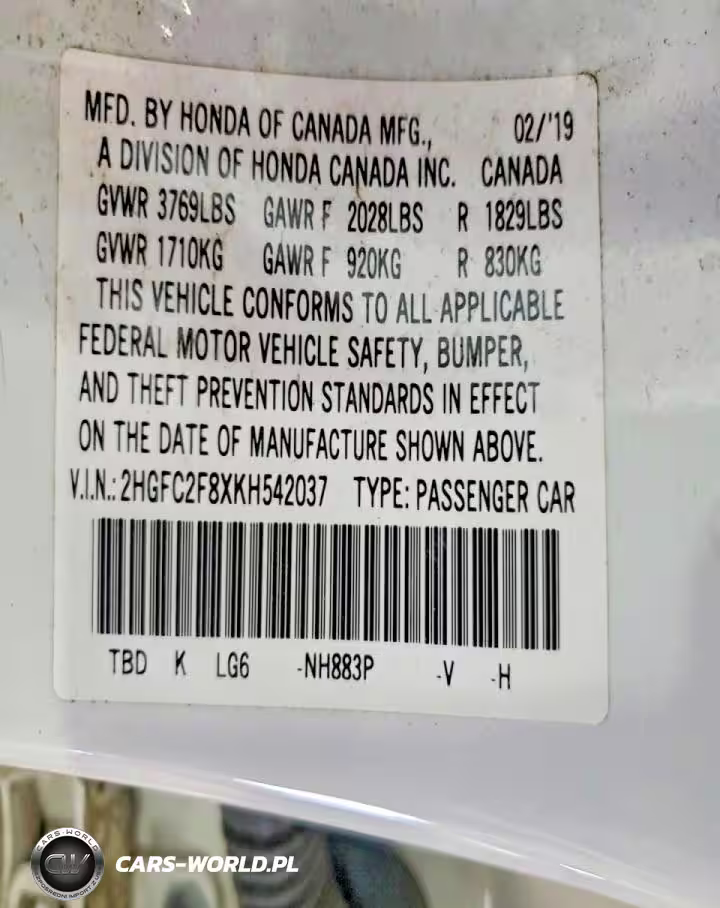 MFD. BY HONDA OF CANADA MFG., 02/'19
A DIVISION OF HONDA CANADA INC. CANADA
GVWR 3769LBS GAWR F 2028LBS R 1829LBS
GVWR 1710KG GAWR F 920KG R 830KG
THIS VEHICLE CONFORMS TO ALL APPLICABLE
FEDERAL MOTOR VEHICLE SAFETY, BUMPER,
AND THEFT PREVENTION STANDARDS IN EFFECT
ON THE DATE OF MANUFACTURE SHOWN ABOVE.
V.I.N.: 2HGFC2F8XKH542037 TYPE: PASSENGER CAR
TBD K LG6 -NH883P -V -H
CARS-WORLD
CW
CARS-WORLD.PL